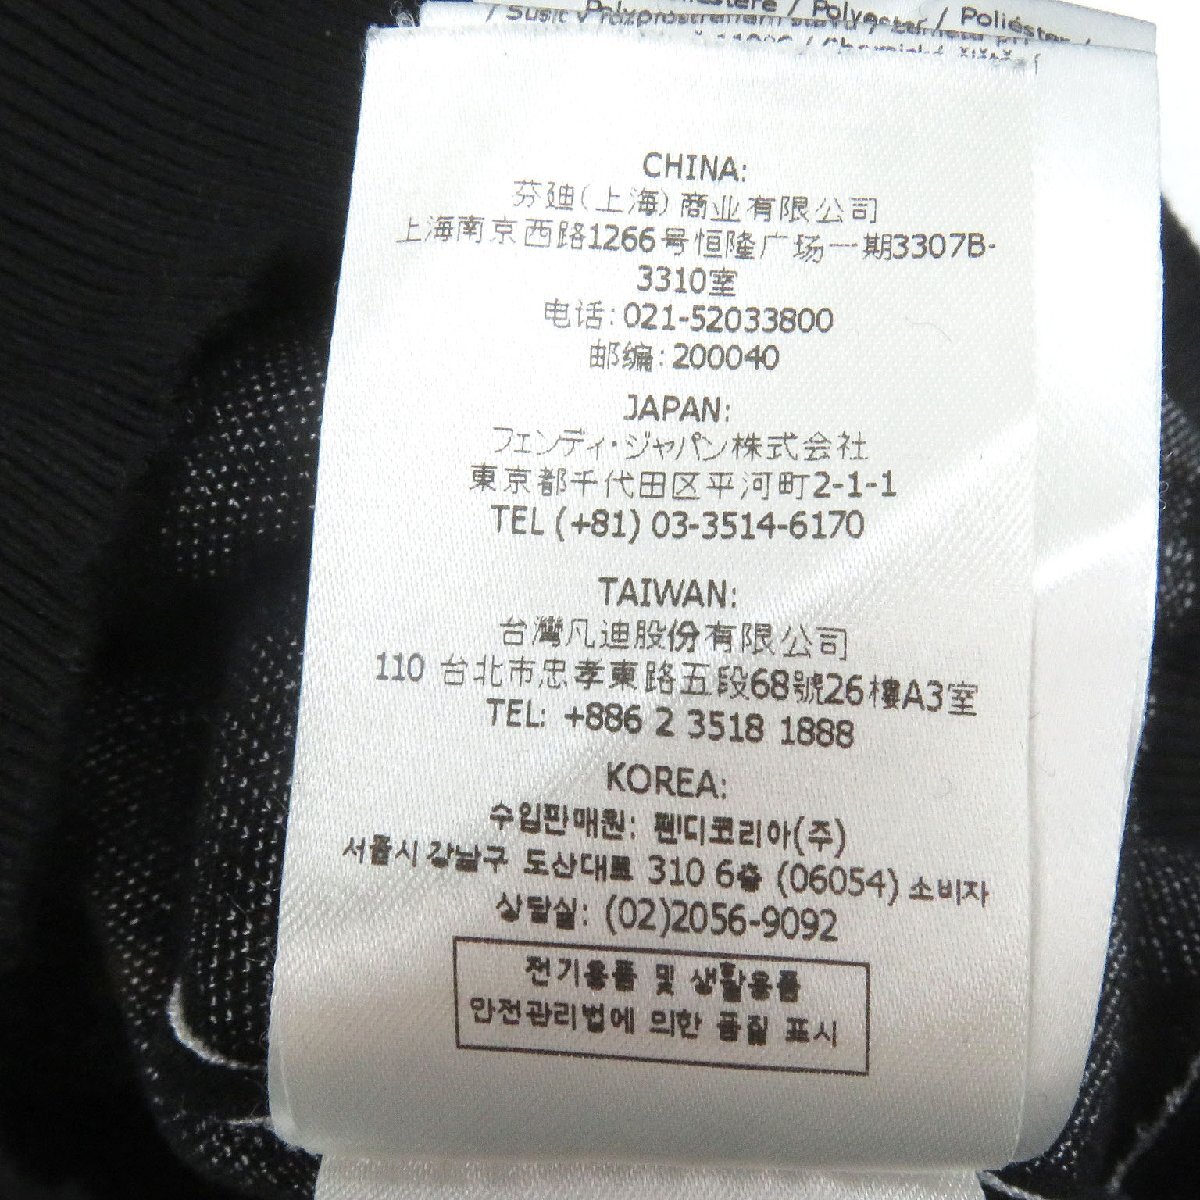 Polyester / Poliéster /
CHINA:
芬廸(上海)商业有限公司
上海南京西路1266号恒隆广场一期3307B-
3310室
电话: 021-52033800
邮编: 200040
JAPAN:
フェンディ・ジャパン株式会社
東京都千代田区平河町2-1-1
TEL (+81) 03-3514-6170
TAIWAN:
台灣凡迪股份有限公司
110 台北市忠孝東路五段68號26樓A3室
TEL: +886 2 3518 1888
KOREA:
수입판매원: 펜디코리아(주)
서울시 강남구 도산대로 310 6층 (06054) 소비자
상담실: (02)2056-9092
전기용품 및 생활용품
안전관리법에 의한 품질 표시